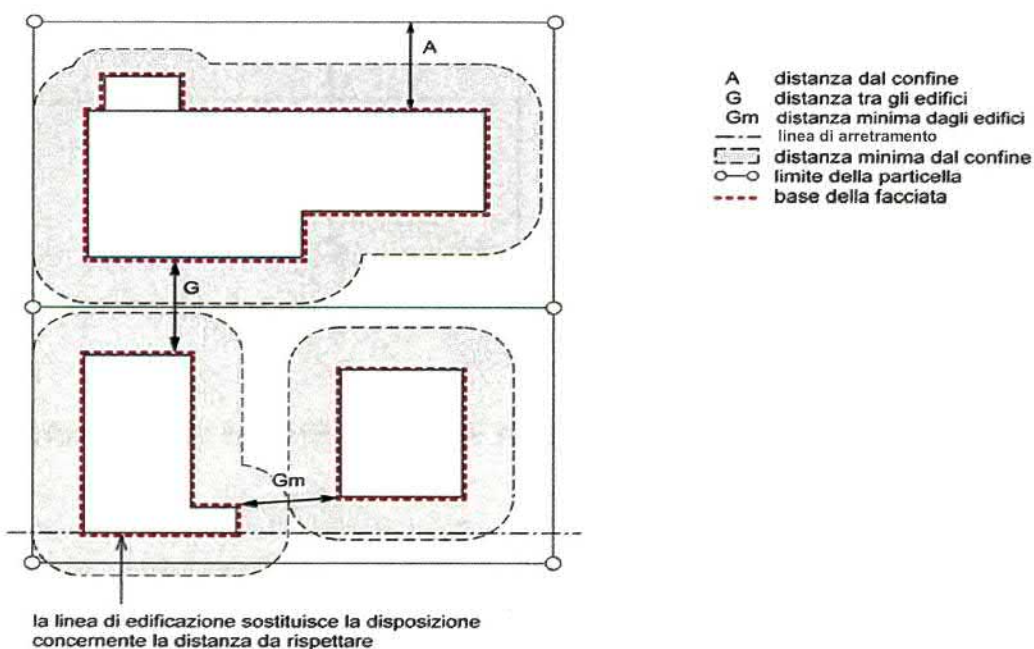 A
A distanza dal confine
G distanza tra gli edifici
Gm distanza minima dagli edifici
linea di arretramento
distanza minima dal confine
limite della particella
base della facciata
G
Gm
la linea di edificazione sostituisce la disposizione
concernente la distanza da rispettare